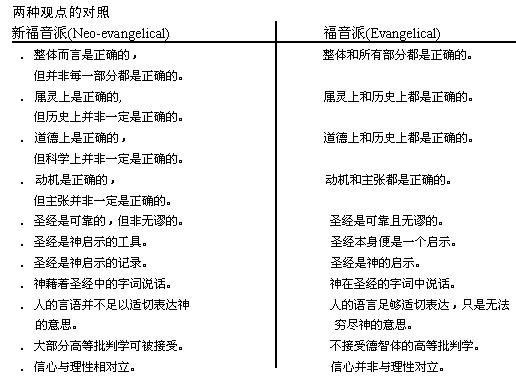 两种观点的对照
新福音派(Neo-evangelical) 福音派(Evangelical)
. 整体而言是正确的， 整体和所有部分都是正确的。
但并非每一部分都是正确的。
. 属灵上是正确的, 属灵上和历史上都是正确的。
但历史上并非一定是正确的。
. 道德上是正确的， 道德上和历史上都是正确的。
但科学上并非一定是正确的。
. 动机是正确的， 动机和主张都是正确的。
但主张并非一定是正确的。
. 圣经是可靠的，但非无谬的。 圣经是可靠且无谬的。
. 圣经是神启示的工具。 圣经本身便是一个启示。
. 圣经是神启示的记录。 圣经是神的启示。
. 神藉着圣经中的字词说话。 神在圣经的字词中说话。
. 人的言语并不足以适切表达神 人的语言足够适切表达，只是无法
的意思。 穷尽神的意思。
. 大部分高等批判学可被接受。 不接受德智体的高等批判学。
. 信心与理性相对立。 信心并非与理性对立。